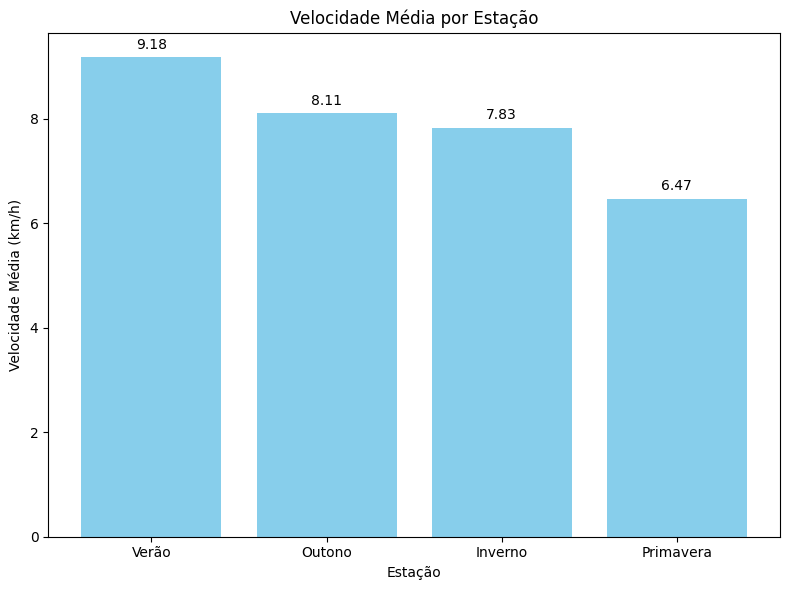 Velocidade Média por Estação
9.18
8.11
7.83
6.47
8
6
4
2
0
Velocidade Média (km/h)
Verão
Outono
Inverno
Primavera
Estação